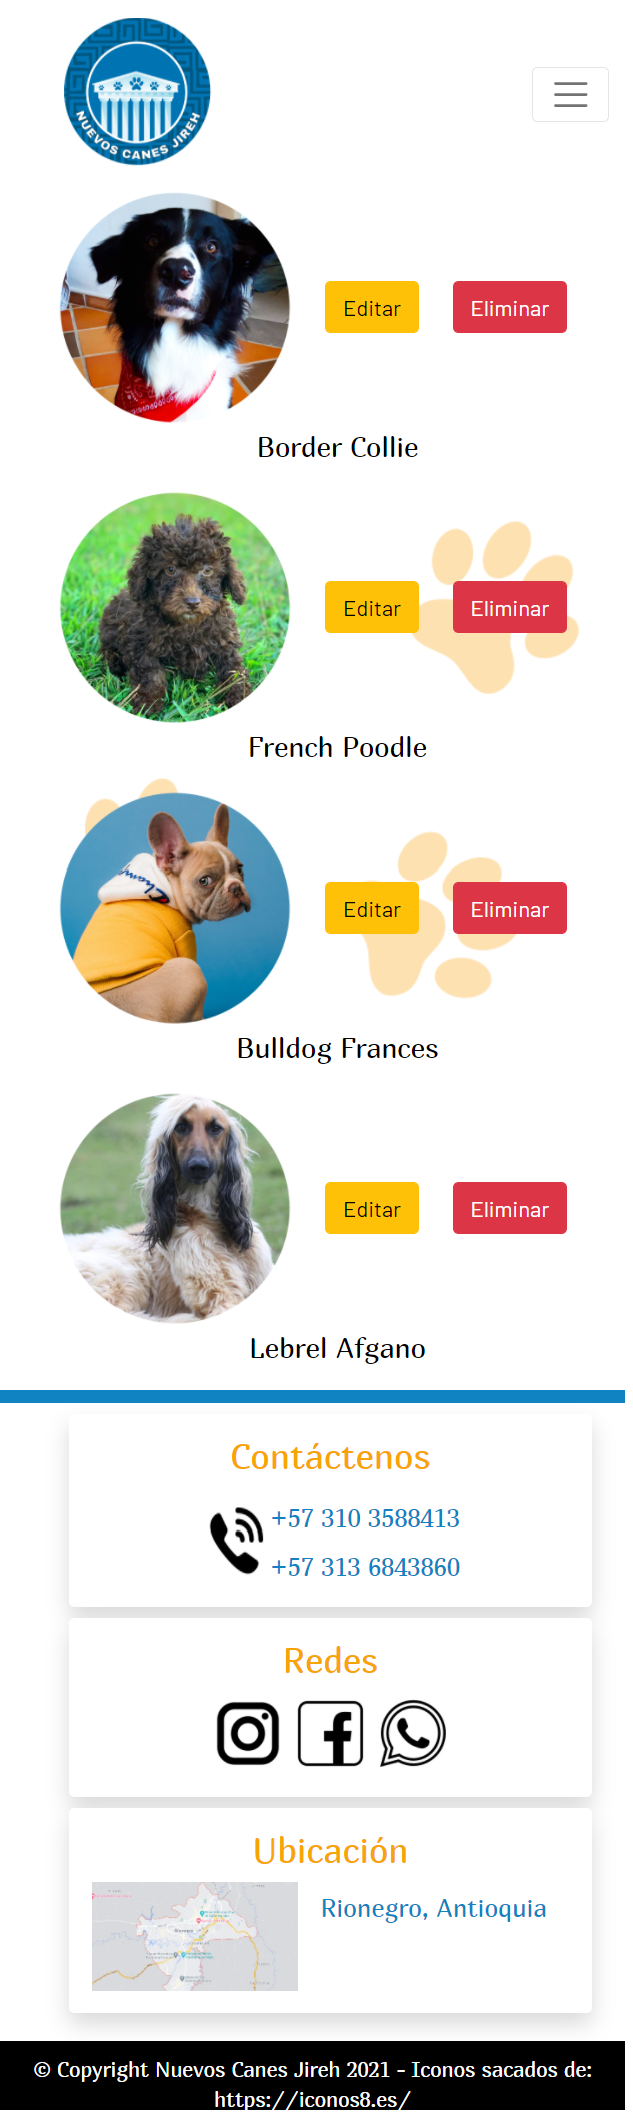 NUEVOS CANES JIREH
Editar
Eliminar
Border Collie
Editar
Eliminar
French Poodle
Champ
Editar
Eliminar
Bulldog Frances
Editar
Eliminar
Lebrel Afgano
Contáctenos
+57 310 3588413
+57 313 6843860
Redes
Ubicación
Rionegro, Antioquia
© Copyright Nuevos Canes Jireh 2021 - Iconos sacados de:
https://iconos8.es/